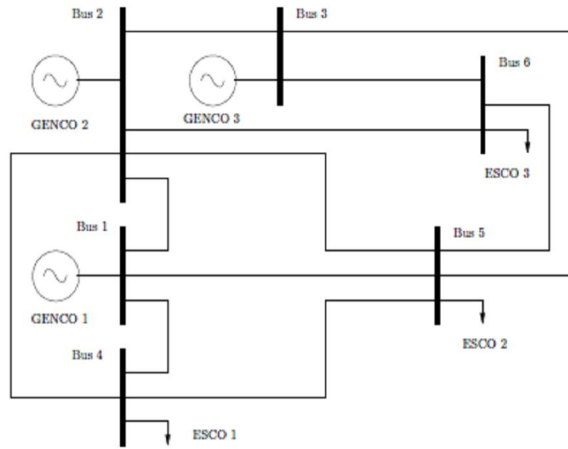 Bus 2
Bus 3
Bus 6
GENCO 2
GENCO 3
ESCO 3
Bus 1
Bus 5
GENCO 1
ESCO 2
Bus 4
ESCO 1